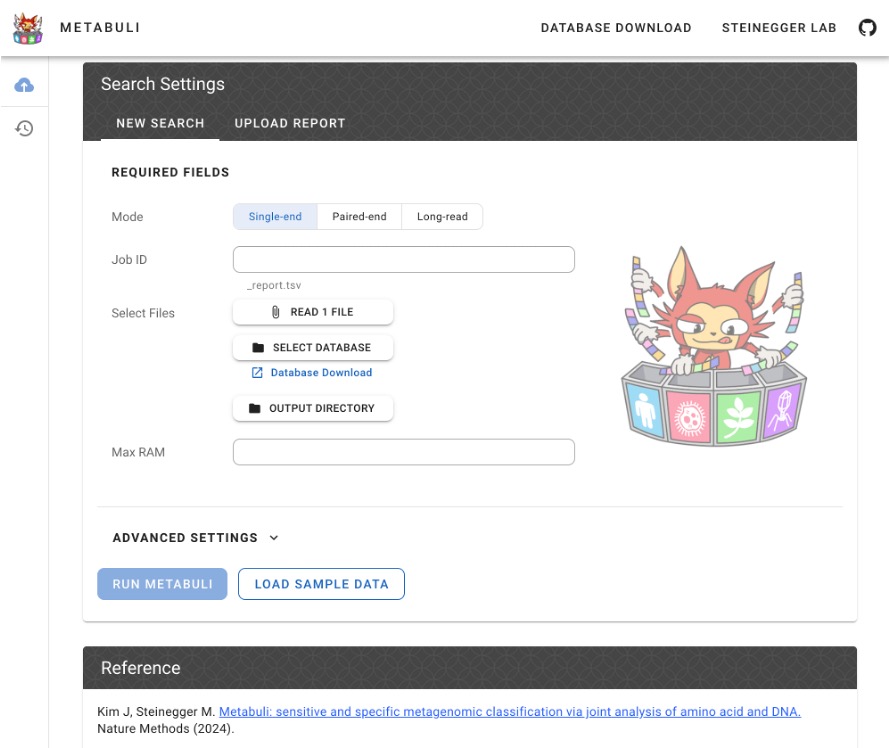 METABULI
DATABASE DOWNLOAD
STEINEGGER LAB
Search Settings
NEW SEARCH
UPLOAD REPORT
REQUIRED FIELDS
Mode
Single-end
Paired-end
Long-read
Job ID
_report.tsv
Select Files
READ 1 FILE
SELECT DATABASE
Database Download
OUTPUT DIRECTORY
Max RAM
ADVANCED SETTINGS
RUN METABULI
LOAD SAMPLE DATA
Reference
Kim J, Steinegger M. Metabuli: sensitive and specific metagenomic classification via joint analysis of amino acid and DNA.
Nature Methods (2024).